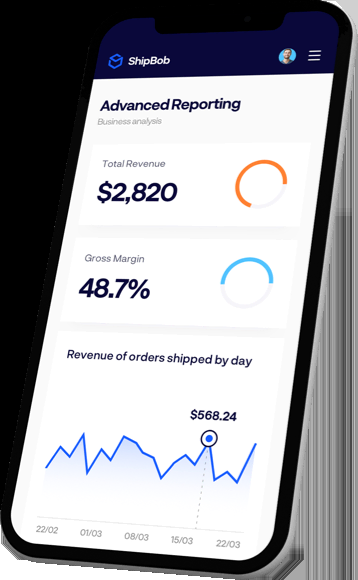 ShipBob
Advanced Reporting
Business analysis
Total Revenue
$2,820
Gross Margin
48.7%
Revenue of orders shipped by day
$568.24
22/02 01/03 08/03 15/03 22/03